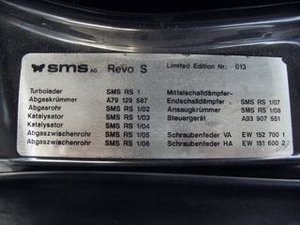 sms AG Revo S Limited Edition Nr. 013
Turbolader SMS RS 1 Mittelschalldämpfer-
Abgaskrümmer A79 129 587 Endschalldämpfer SMS RS 1/07
Abgasrohr SMS RS 1/02 Ansaugkrümmer SMS RS 1/08
Katalysator SMS RS 1/03 Steuergerät A93 907 551
Katalysator SMS RS 1/04
Abgaszwischenrohr SMS RS 1/05 Schraubenfeder VA EW 152 700 1
Abgaszwischenrohr SMS RS 1/06 Schraubenfeder HA EW 151 600 2